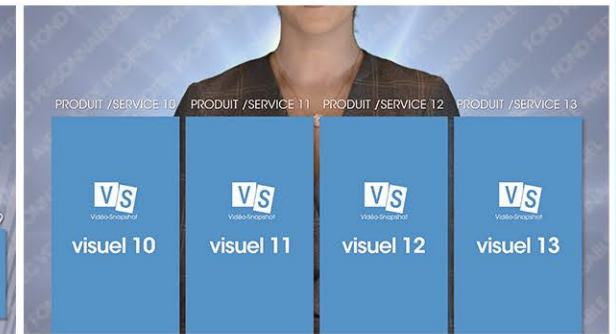 PRODUIT /SERVICE 10 PRODUIT /SERVICE 11 PRODUIT /SERVICE 12 PRODUIT /SERVICE 13
VS VS VS VS
Vidéo-Snapshot Vidéo-Snapshot Vidéo-Snapshot Vidéo-Snapshot
visuel 10 visuel 11 visuel 12 visuel 13